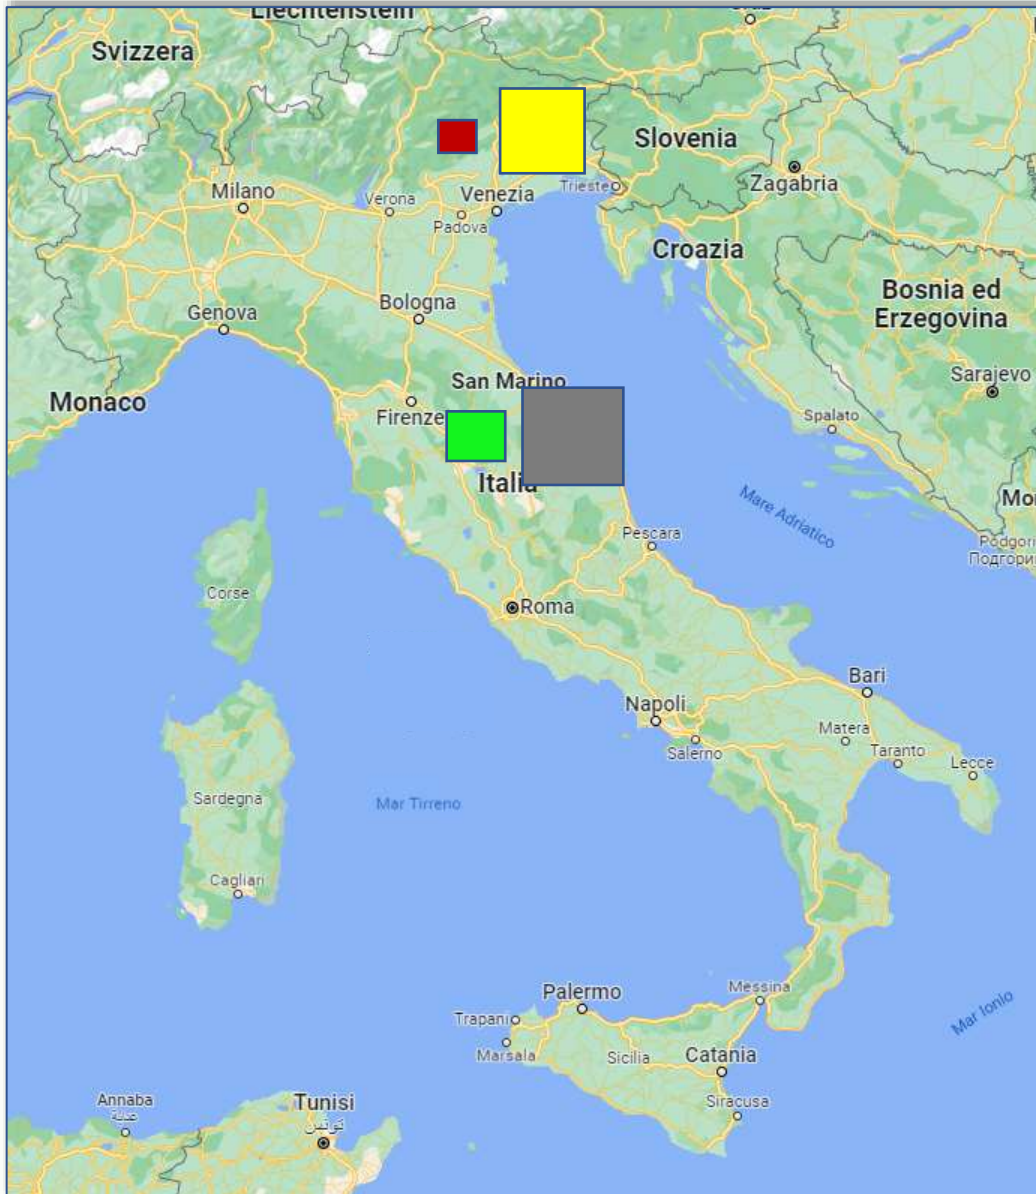 Liechtenstein
Svizzera
Slovenia
Zagabria
Milano
Verona
Venezia
Trieste
Padova
Croazia
Bologna
Genova
Bosnia ed
Erzegovina
San Marino
Sarajevo
Monaco
Firenze
Spalato
Italia
Mare Adriatico
Pescara
Podgori
Подгори
Corse
Roma
Napoli
Bari
Matera
Salerno
Taranto
Lecce
Sardegna
Mar Tirreno
Cagliari
Palermo
Messina
Mar Ionio
Trapani
Marsala
Sicilia
Catania
Siracusa
Annaba
عنابة
Tunisi
تونس